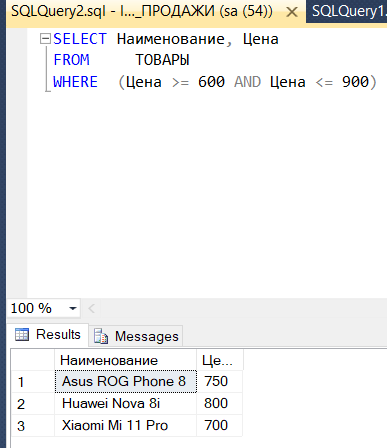 SQLQuery2.sql - I..._ПРОДАЖИ (sa (54)) SQLQuery1.
SELECT Наименование, Цена
FROM ТОВАРЫ
WHERE (Цена >= 600 AND Цена <= 900)
100 %
Results Messages
Наименование Це...
1 Asus ROG Phone 8 750
2 Huawei Nova 8i 800
3 Xiaomi Mi 11 Pro 700